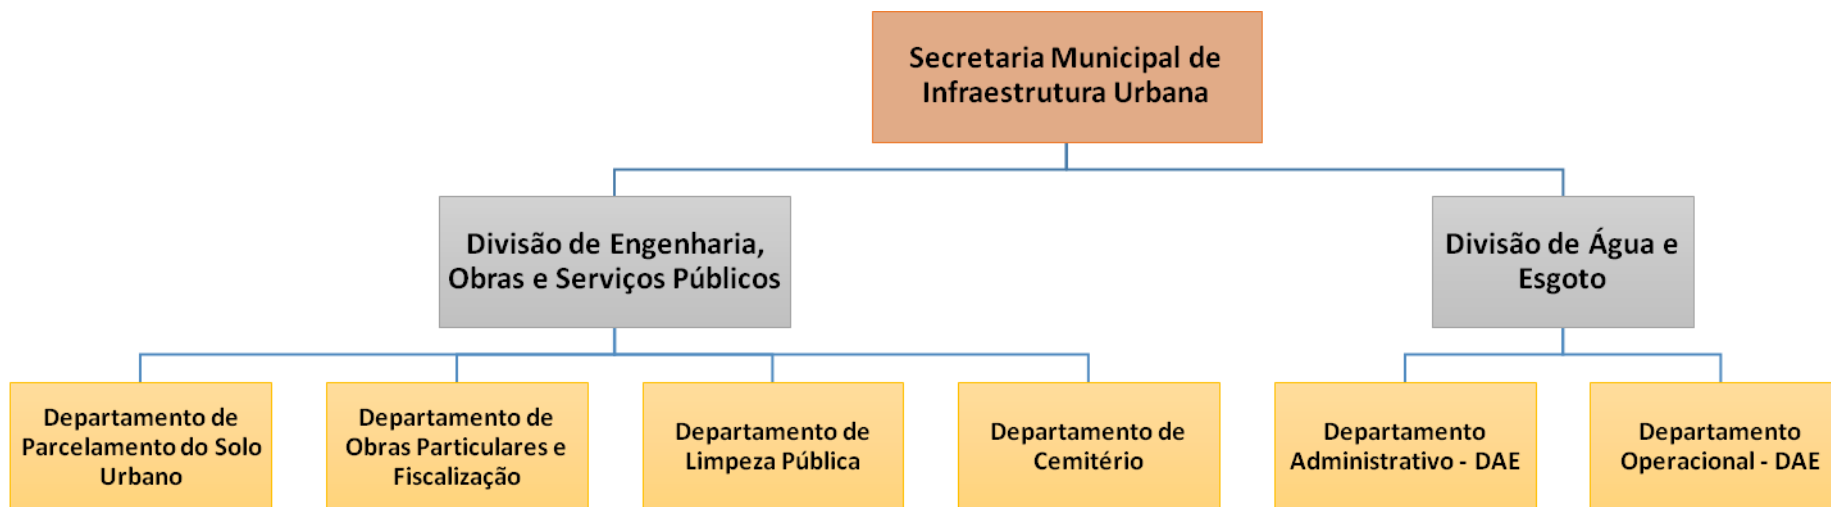 Secretaria Municipal de
Infraestrutura Urbana
Divisão de Engenharia,
Obras e Serviços Públicos
Divisão de Água e
Esgoto
Departamento de
Parcelamento do Solo
Urbano
Departamento de
Obras Particulares e
Fiscalização
Departamento de
Limpeza Pública
Departamento de
Cemitério
Departamento
Administrativo - DAE
Departamento
Operacional - DAE